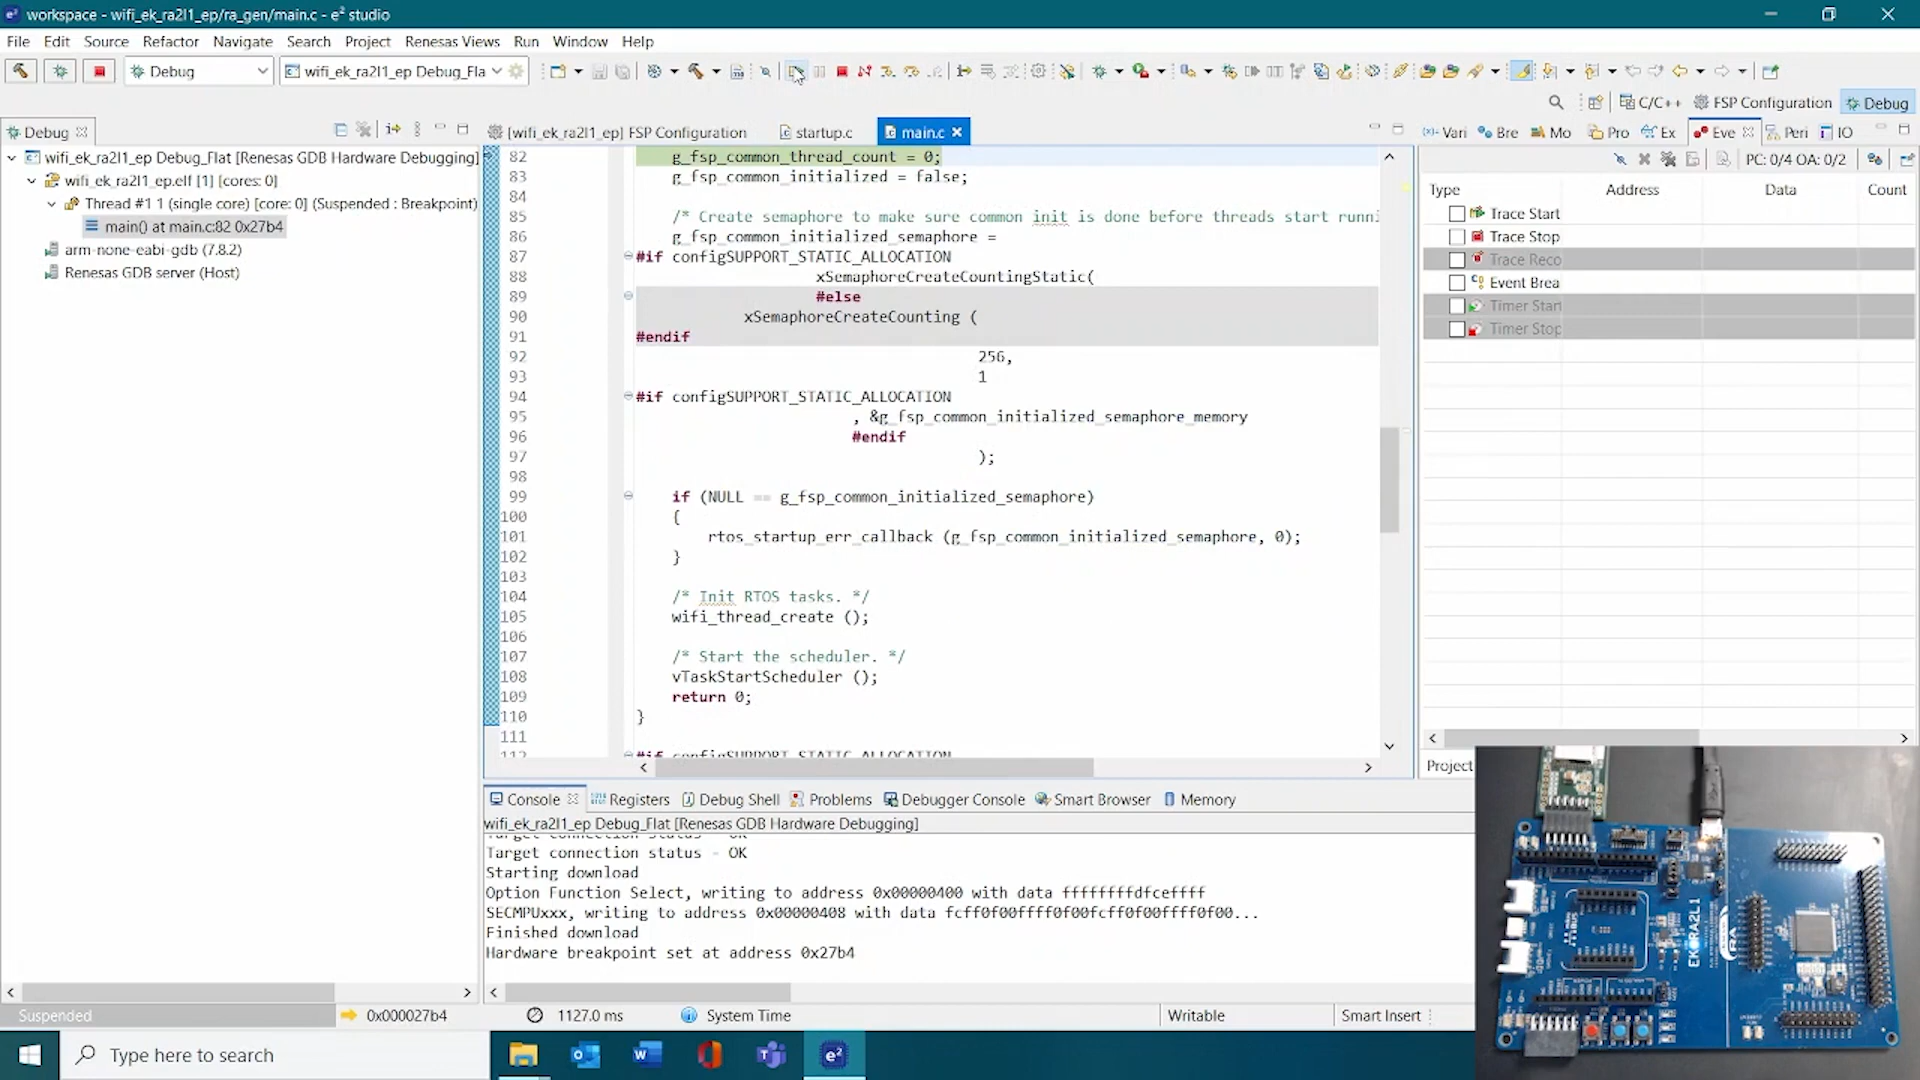 workspace - wifi_ek_ra2l1_ep/ra_gen/main.c - e² studio
File Edit Source Refactor Navigate Search Project Renesas Views Run Window Help
Debug wifi_ek_ra2l1_ep Debug_Fla
C/C++ FSP Configuration Debug
Debug
[wifi_ek_ra2l1_ep] FSP Configuration startup.c main.c
Vari Bre Mo Pro Ex Eve Peri IO
PC: 0/4 OA: 0/2
wifi_ek_ra2l1_ep Debug_Flat [Renesas GDB Hardware Debugging]
wifi_ek_ra2l1_ep.elf [1] [cores: 0]
Thread #1 1 (single core) [core: 0] (Suspended : Breakpoint)
main() at main.c:82 0x27b4
arm-none-eabi-gdb (7.8.2)
Renesas GDB server (Host)
82 g_fsp_common_thread_count = 0;
83 g_fsp_common_initialized = false;
84
85 /* Create semaphore to make sure common init is done before threads start runni
86 g_fsp_common_initialized_semaphore =
87 #if configSUPPORT_STATIC_ALLOCATION
88 xSemaphoreCreateCountingStatic(
89 #else
90 xSemaphoreCreateCounting (
91 #endif
92 256,
93 1
94 #if configSUPPORT_STATIC_ALLOCATION
95 , &g_fsp_common_initialized_semaphore_memory
96 #endif
97 );
98
99 if (NULL == g_fsp_common_initialized_semaphore)
100 {
101 rtos_startup_err_callback (g_fsp_common_initialized_semaphore, 0);
102 }
103
104 /* Init RTOS tasks. */
105 wifi_thread_create ();
106
107 /* Start the scheduler. */
108 vTaskStartScheduler ();
109 return 0;
110 }
111
112 #if configSUPPORT_STATIC_ALLOCATION
Type Address Data Count
Trace Start
Trace Stop
Trace Reco
Event Brea
Timer Start
Timer Stop
Project
Console Registers Debug Shell Problems Debugger Console Smart Browser Memory
wifi_ek_ra2l1_ep Debug_Flat [Renesas GDB Hardware Debugging]
Target connection status - OK
Target connection status - OK
Starting download
Option Function Select, writing to address 0x00000400 with data ffffffffdfceffff
SECMPUxxx, writing to address 0x00000408 with data fcff0f00ffff0f00fcff0f00ffff0f00...
Finished download
Hardware breakpoint set at address 0x27b4
Suspended 0x000027b4 1127.0 ms System Time Writable Smart Insert
Type here to search
EK-RA2L1
RA